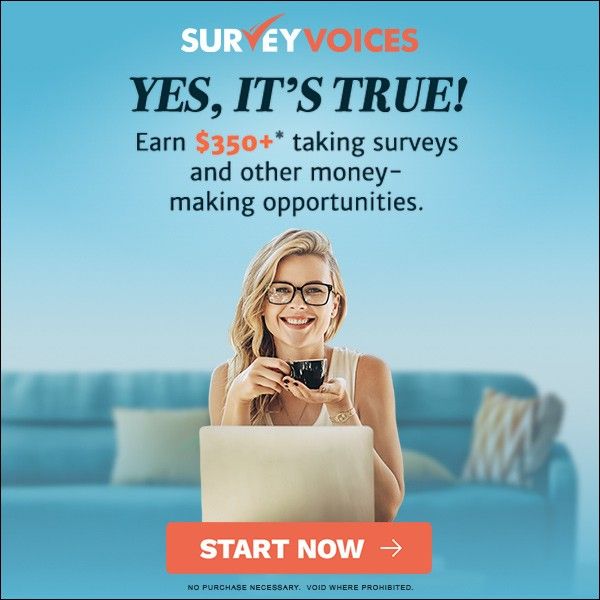 SURVEYVOICES
YES, IT'S TRUE!
Earn $350+* taking surveys
and other money-
making opportunities.
START NOW →
NO PURCHASE NECESSARY. VOID WHERE PROHIBITED.